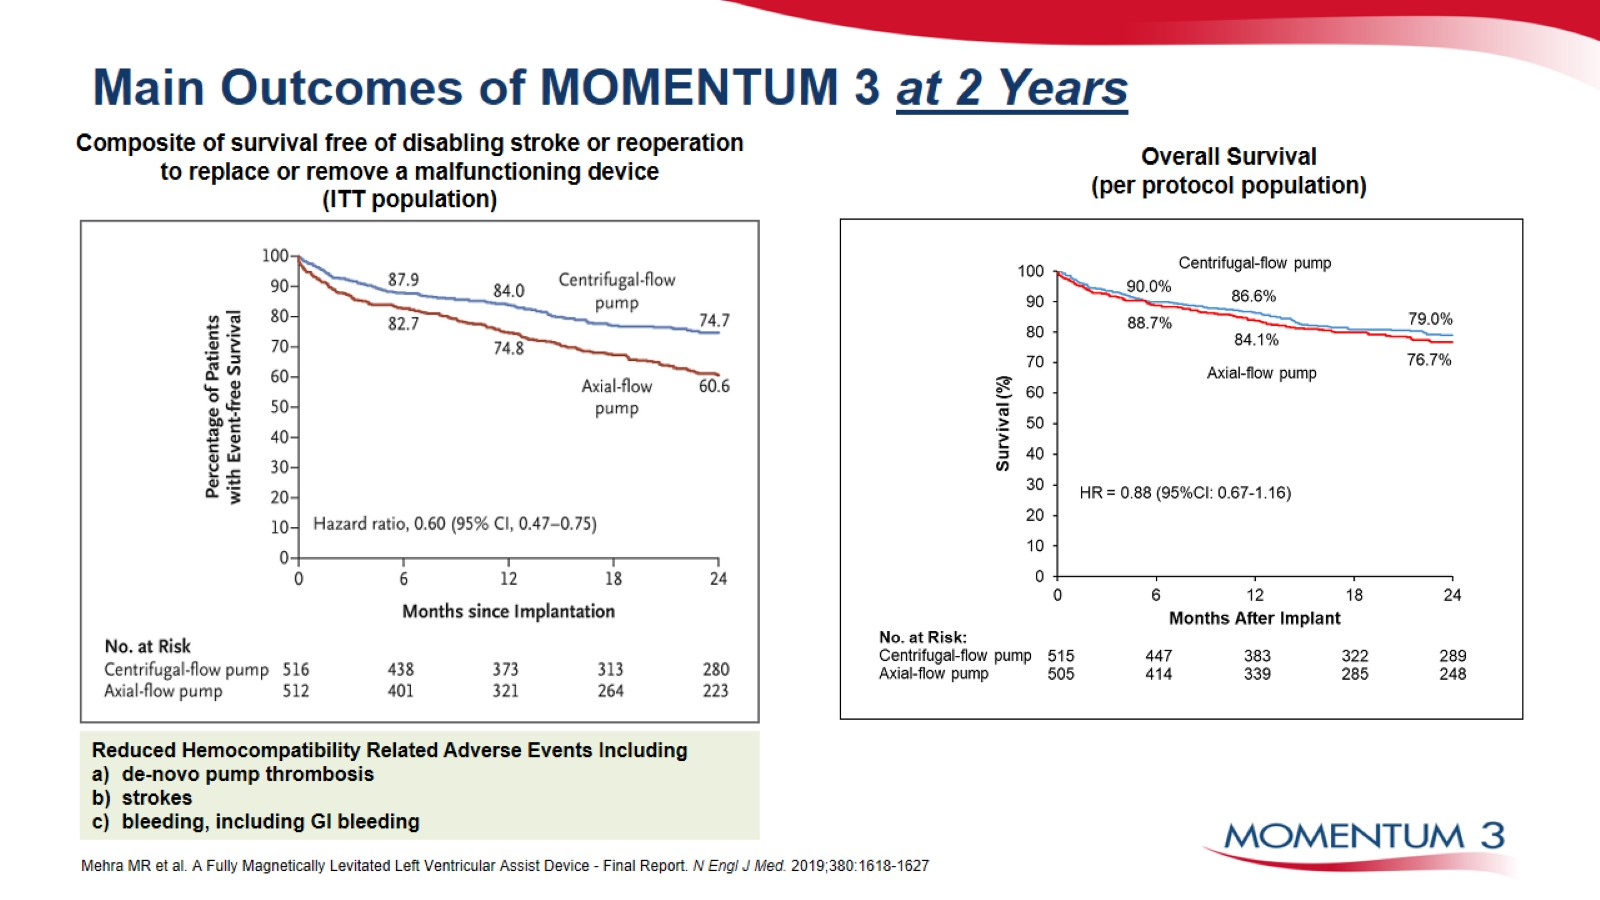 Main Outcomes of MOMENTUM 3 at 2 Years
Composite of survival free of disabling stroke or reoperation
to replace or remove a malfunctioning device
(ITT population)
100
90
80
70
60
50
40
30
20
10
0
Percentage of Patients
with Event-free Survival
87.9
84.0
Centrifugal-flow
pump
74.7
82.7
74.8
Axial-flow
pump
60.6
Hazard ratio, 0.60 (95% CI, 0.47–0.75)
0 6 12 18 24
Months since Implantation
No. at Risk
Centrifugal-flow pump 516 438 373 313 280
Axial-flow pump 512 401 321 264 223
Overall Survival
(per protocol population)
100
90
80
70
60
50
40
30
20
10
0
Survival (%)
Centrifugal-flow pump
90.0%
86.6%
79.0%
88.7%
84.1%
76.7%
Axial-flow pump
HR = 0.88 (95%CI: 0.67-1.16)
0 6 12 18 24
Months After Implant
No. at Risk:
Centrifugal-flow pump 515 447 383 322 289
Axial-flow pump 505 414 339 285 248
Reduced Hemocompatibility Related Adverse Events Including
a) de-novo pump thrombosis
b) strokes
c) bleeding, including GI bleeding
MOMENTUM 3
Mehra MR et al. A Fully Magnetically Levitated Left Ventricular Assist Device - Final Report. N Engl J Med. 2019;380:1618-1627